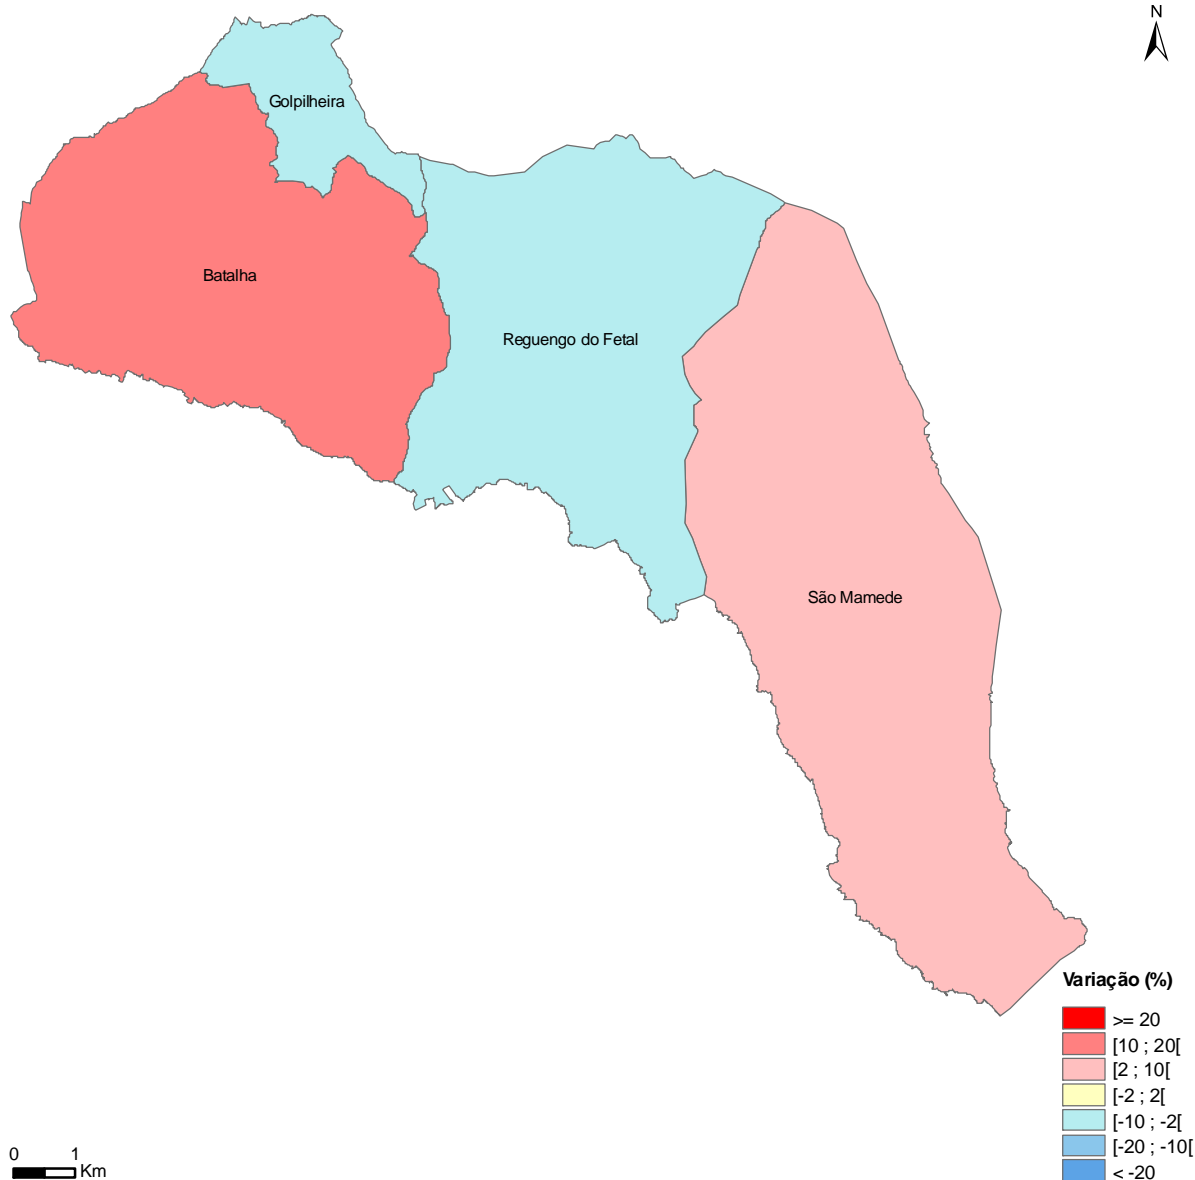 N
Golpilheira
Batalha
Reguengo do Fetal
São Mamede
Variação (%)
>= 20
[10 ; 20[
[2 ; 10[
[-2 ; 2[
[-10 ; -2[
[-20 ; -10[
< -20
0 1
Km